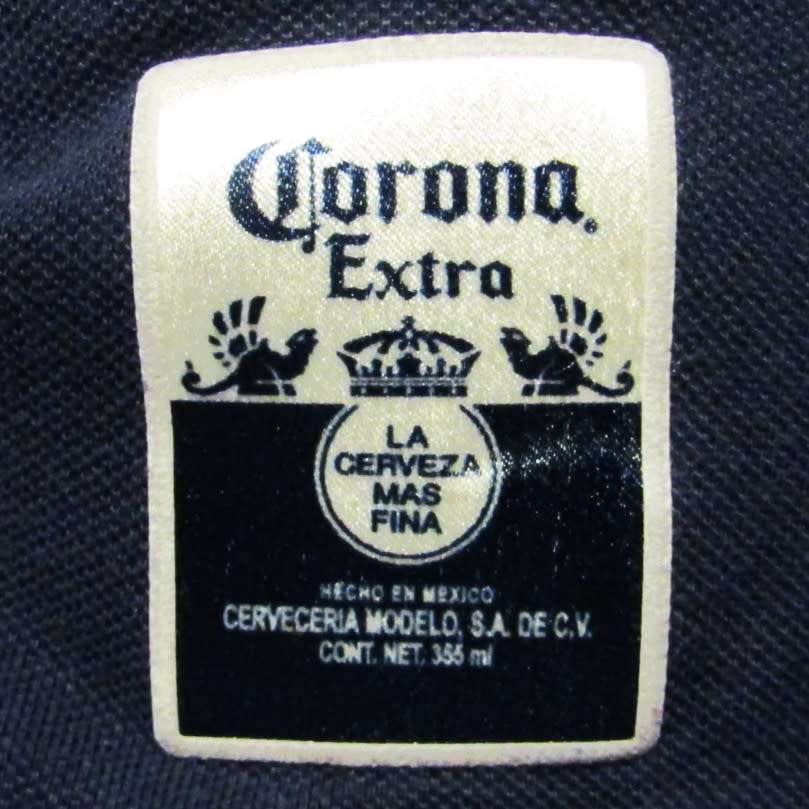 Corona
Extra
LA
CERVEZA
MAS
FINA
HECHO EN MEXICO
CERVECERIA MODELO, S.A. DE C.V.
CONT. NET. 355 ml